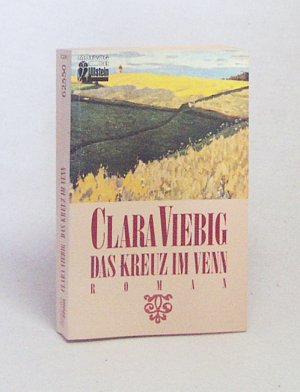 Ullstein
CLARA VIEBIG
DAS KREUZ IM VENN
ROMAN
CLARA VIEBIG DAS KREUZ IM VENN